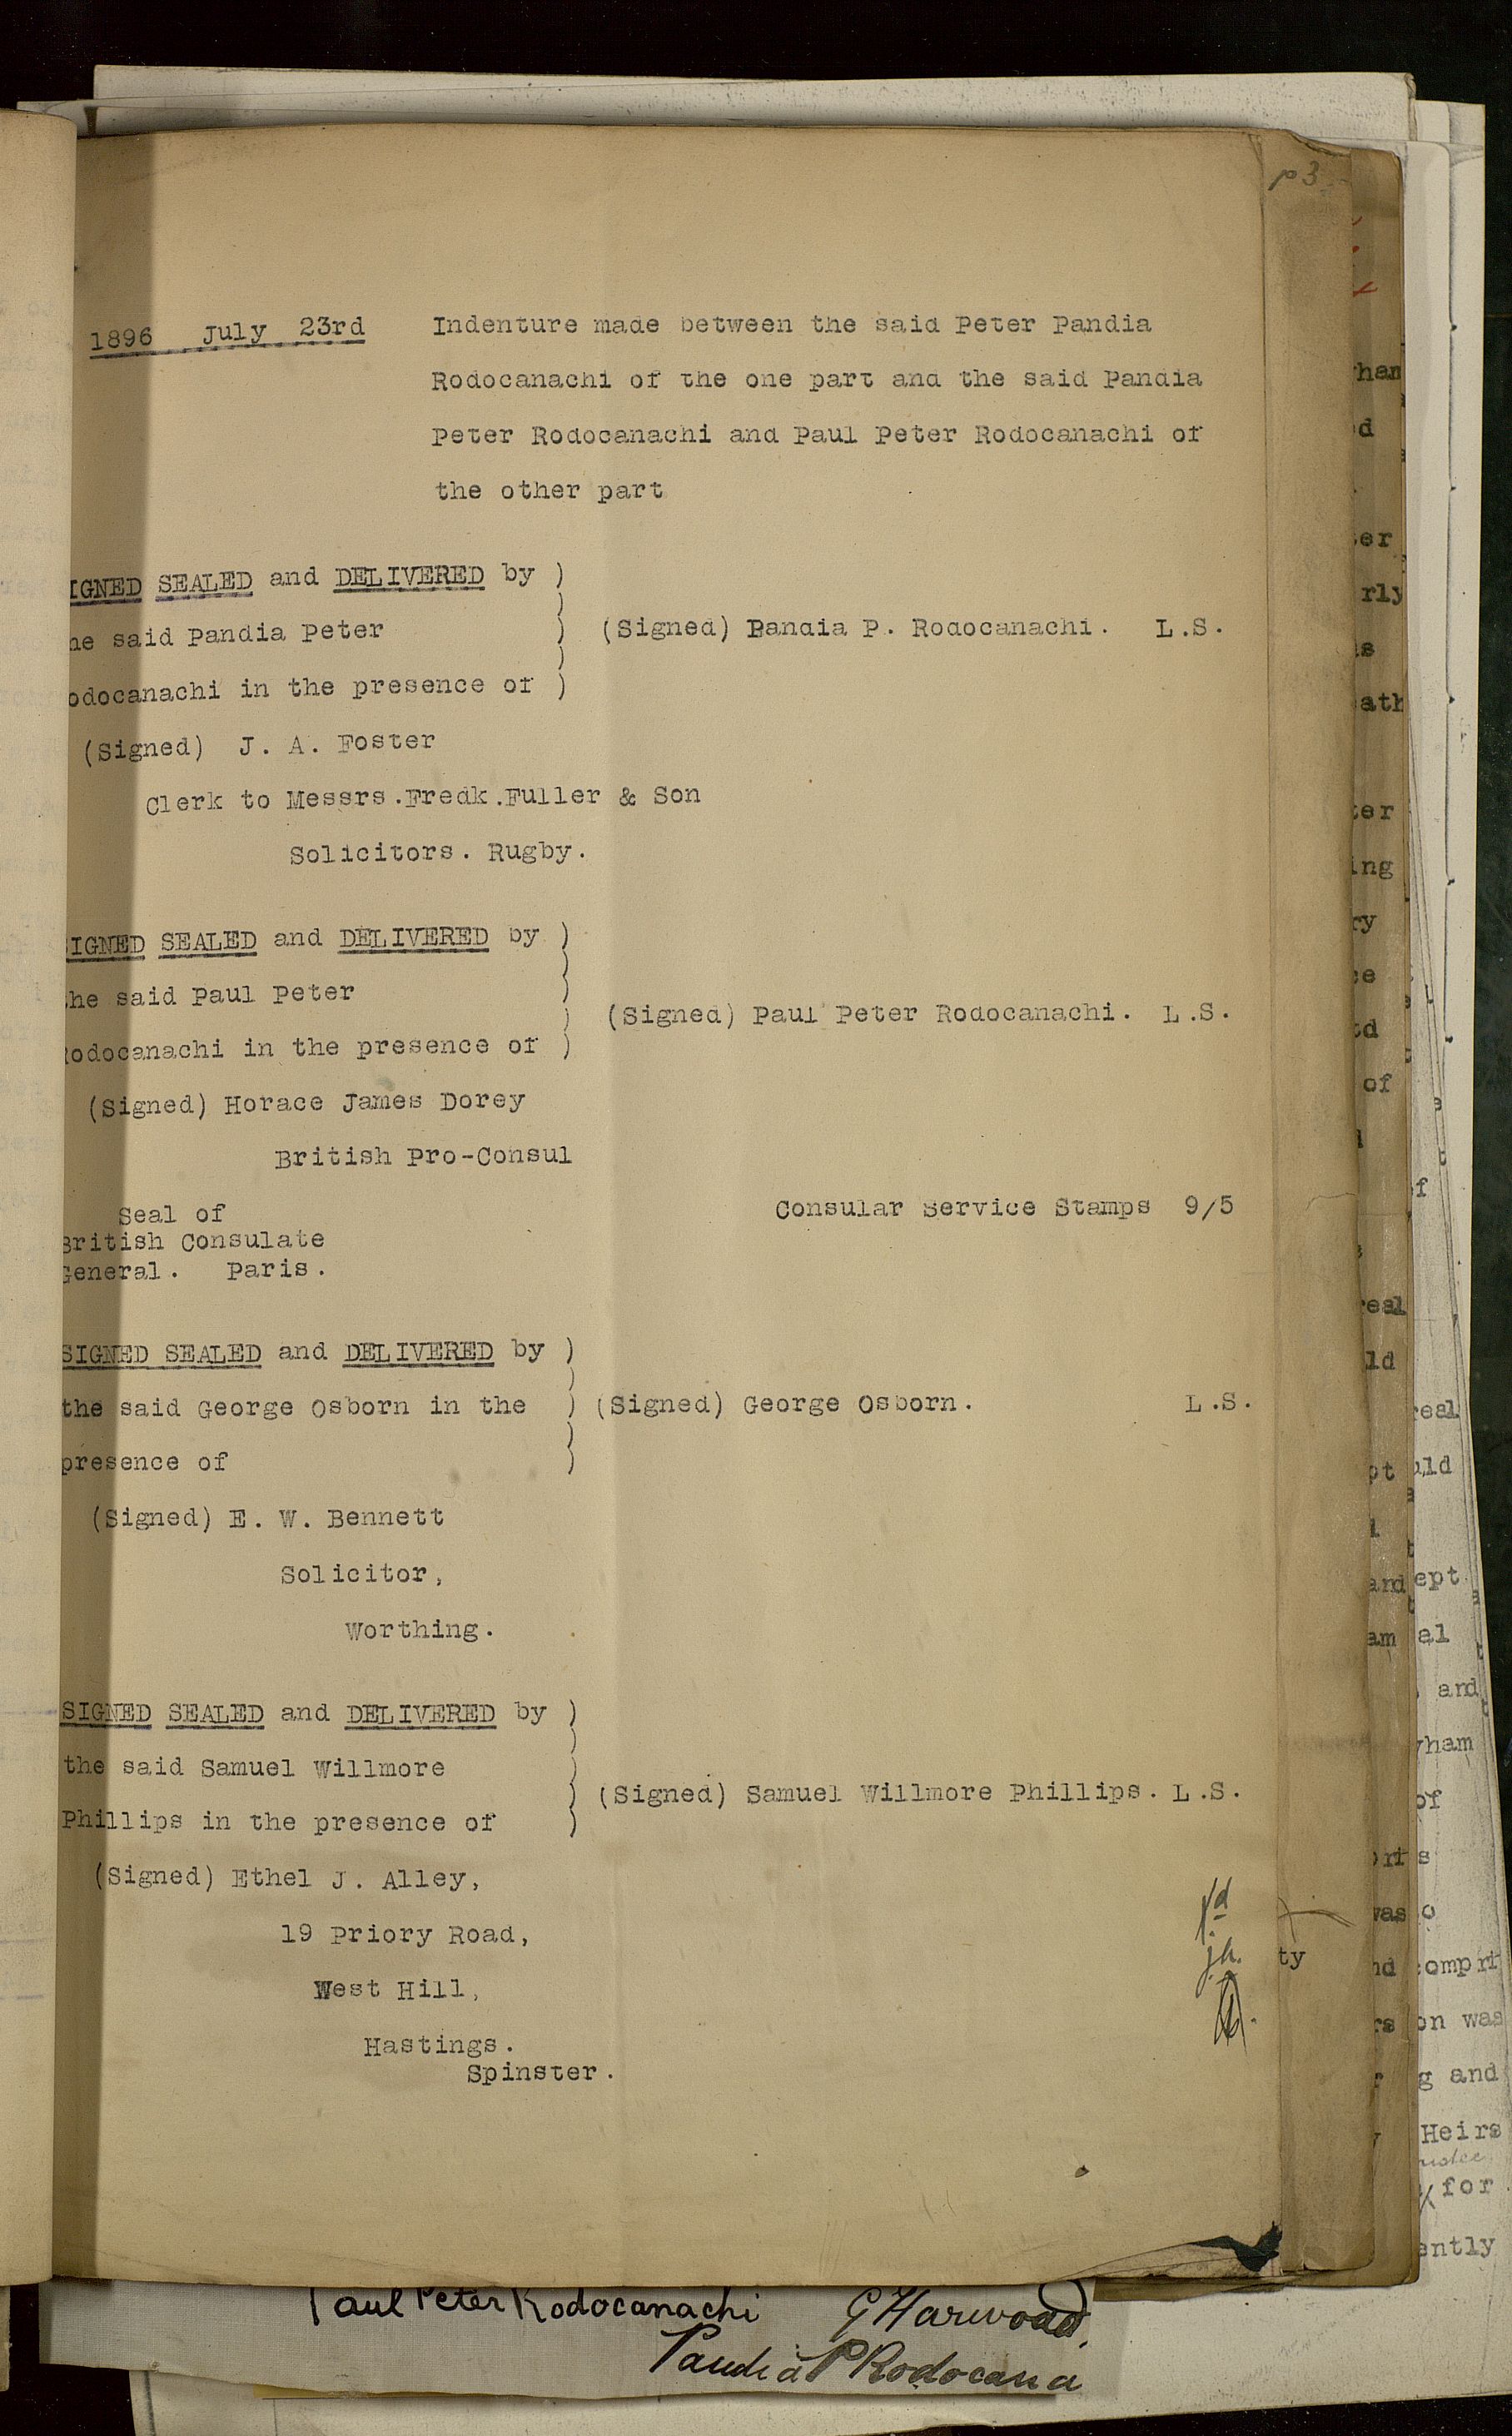 p3
1896 July 23rd Indenture made between the said Peter Pandia
Rodocanachi of the one part and the said Pandia
Peter Rodocanachi and Paul Peter Rodocanachi of
the other part
IGNED SEALED and DELIVERED by )
he said Pandia Peter ) (Signed) Pandia P. Rodocanachi. L.S.
odocanachi in the presence of )
(Signed) J. A. Foster
Clerk to Messrs.Fredk.Fuller & Son
Solicitors. Rugby.
SIGNED SEALED and DELIVERED by )
he said Paul Peter )
(Signed) Paul Peter Rodocanachi. L.S.
Rodocanachi in the presence of )
(Signed) Horace James Dorey
British Pro-Consul
Seal of Consular Service Stamps 9/5
British Consulate
General. Paris.
SIGNED SEALED and DELIVERED by )
the said George Osborn in the ) (Signed) George Osborn. L.S.
presence of )
(Signed) E. W. Bennett
Solicitor,
Worthing.
SIGNED SEALED and DELIVERED by )
the said Samuel Willmore )
(Signed) Samuel Willmore Phillips. L.S.
Phillips in the presence of )
(Signed) Ethel J. Alley,
19 Priory Road,
West Hill,
Hastings.
Spinster.
ty
Paul Peter Rodocanachi G Harwood
Pandia P Rodocana